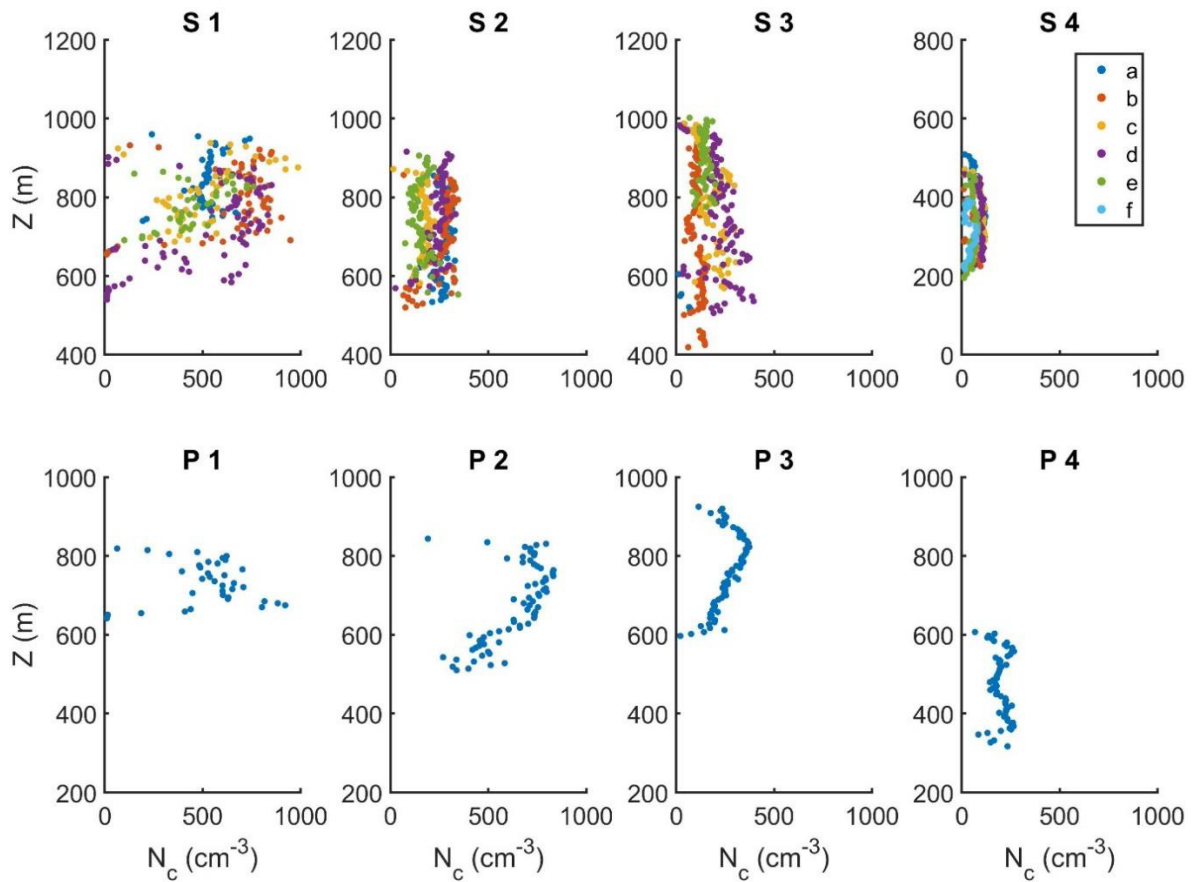 S 1 S 2 S 3 S 4
1200 1200 1200 800
a
b
c
d
e
f
1000 1000 1000 600
Z (m)
800 800 800 400
600 600 600 200
400 400 400 0
0 500 1000 0 500 1000 0 500 1000 0 500 1000
P 1 P 2 P 3 P 4
1000 1000 1000 1000
800 800 800 800
Z (m)
600 600 600 600
400 400 400 400
200 200 200 200
0 500 1000 0 500 1000 0 500 1000 0 500 1000
N_c (cm^-3) N_c (cm^-3) N_c (cm^-3) N_c (cm^-3)